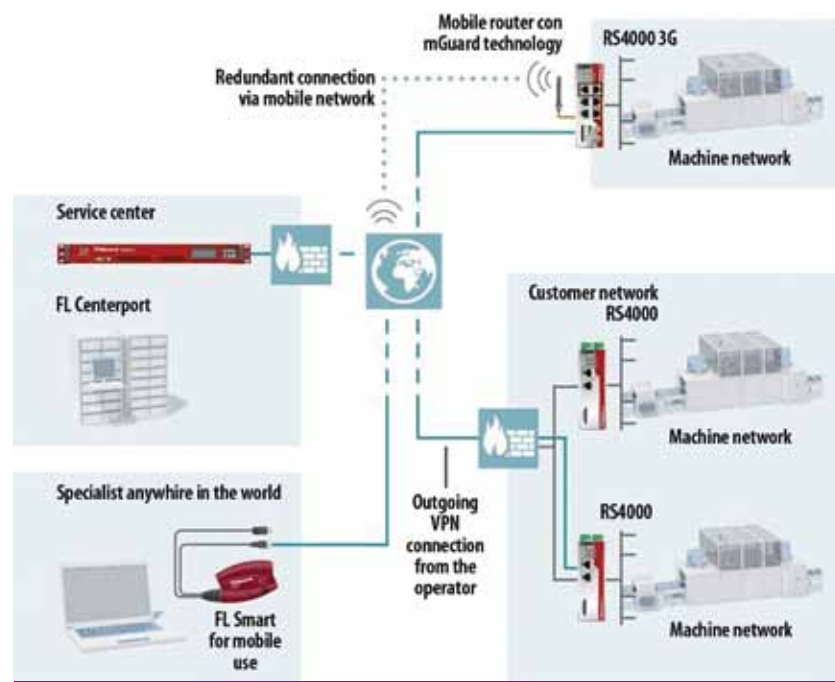 Mobile router con
mGuard technology
RS4000 3G
Redundant connection
via mobile network
Machine network
Service center
FL Centerport
Customer network
RS4000
Machine network
Specialist anywhire in the world
Outgoing
VPN
connection
from the
operator
RS4000
FL Smart
for mobile
use
Machine network